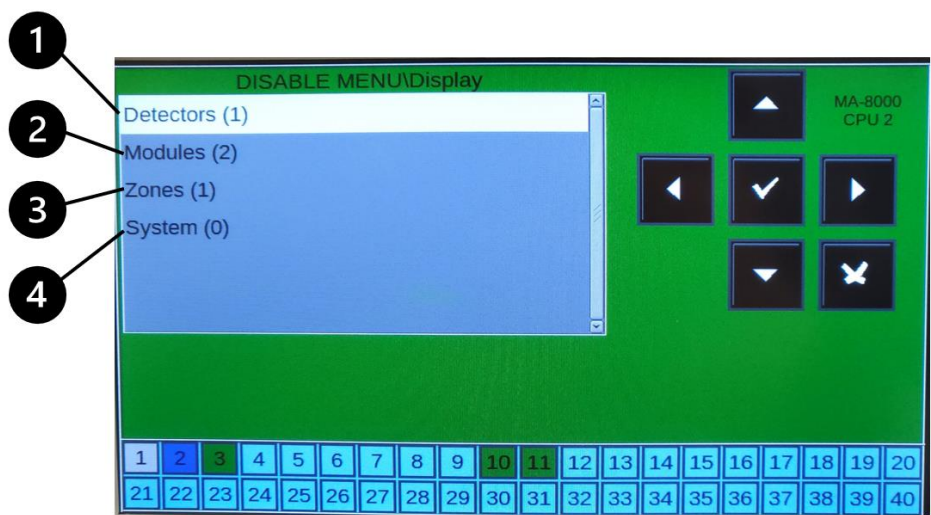 1
2
3
4
DISABLE MENU\Display
Detectors (1)
Modules (2)
Zones (1)
System (0)
MA-8000
CPU 2
1 2 3 4 5 6 7 8 9 10 11 12 13 14 15 16 17 18 19 20
21 22 23 24 25 26 27 28 29 30 31 32 33 34 35 36 37 38 39 40